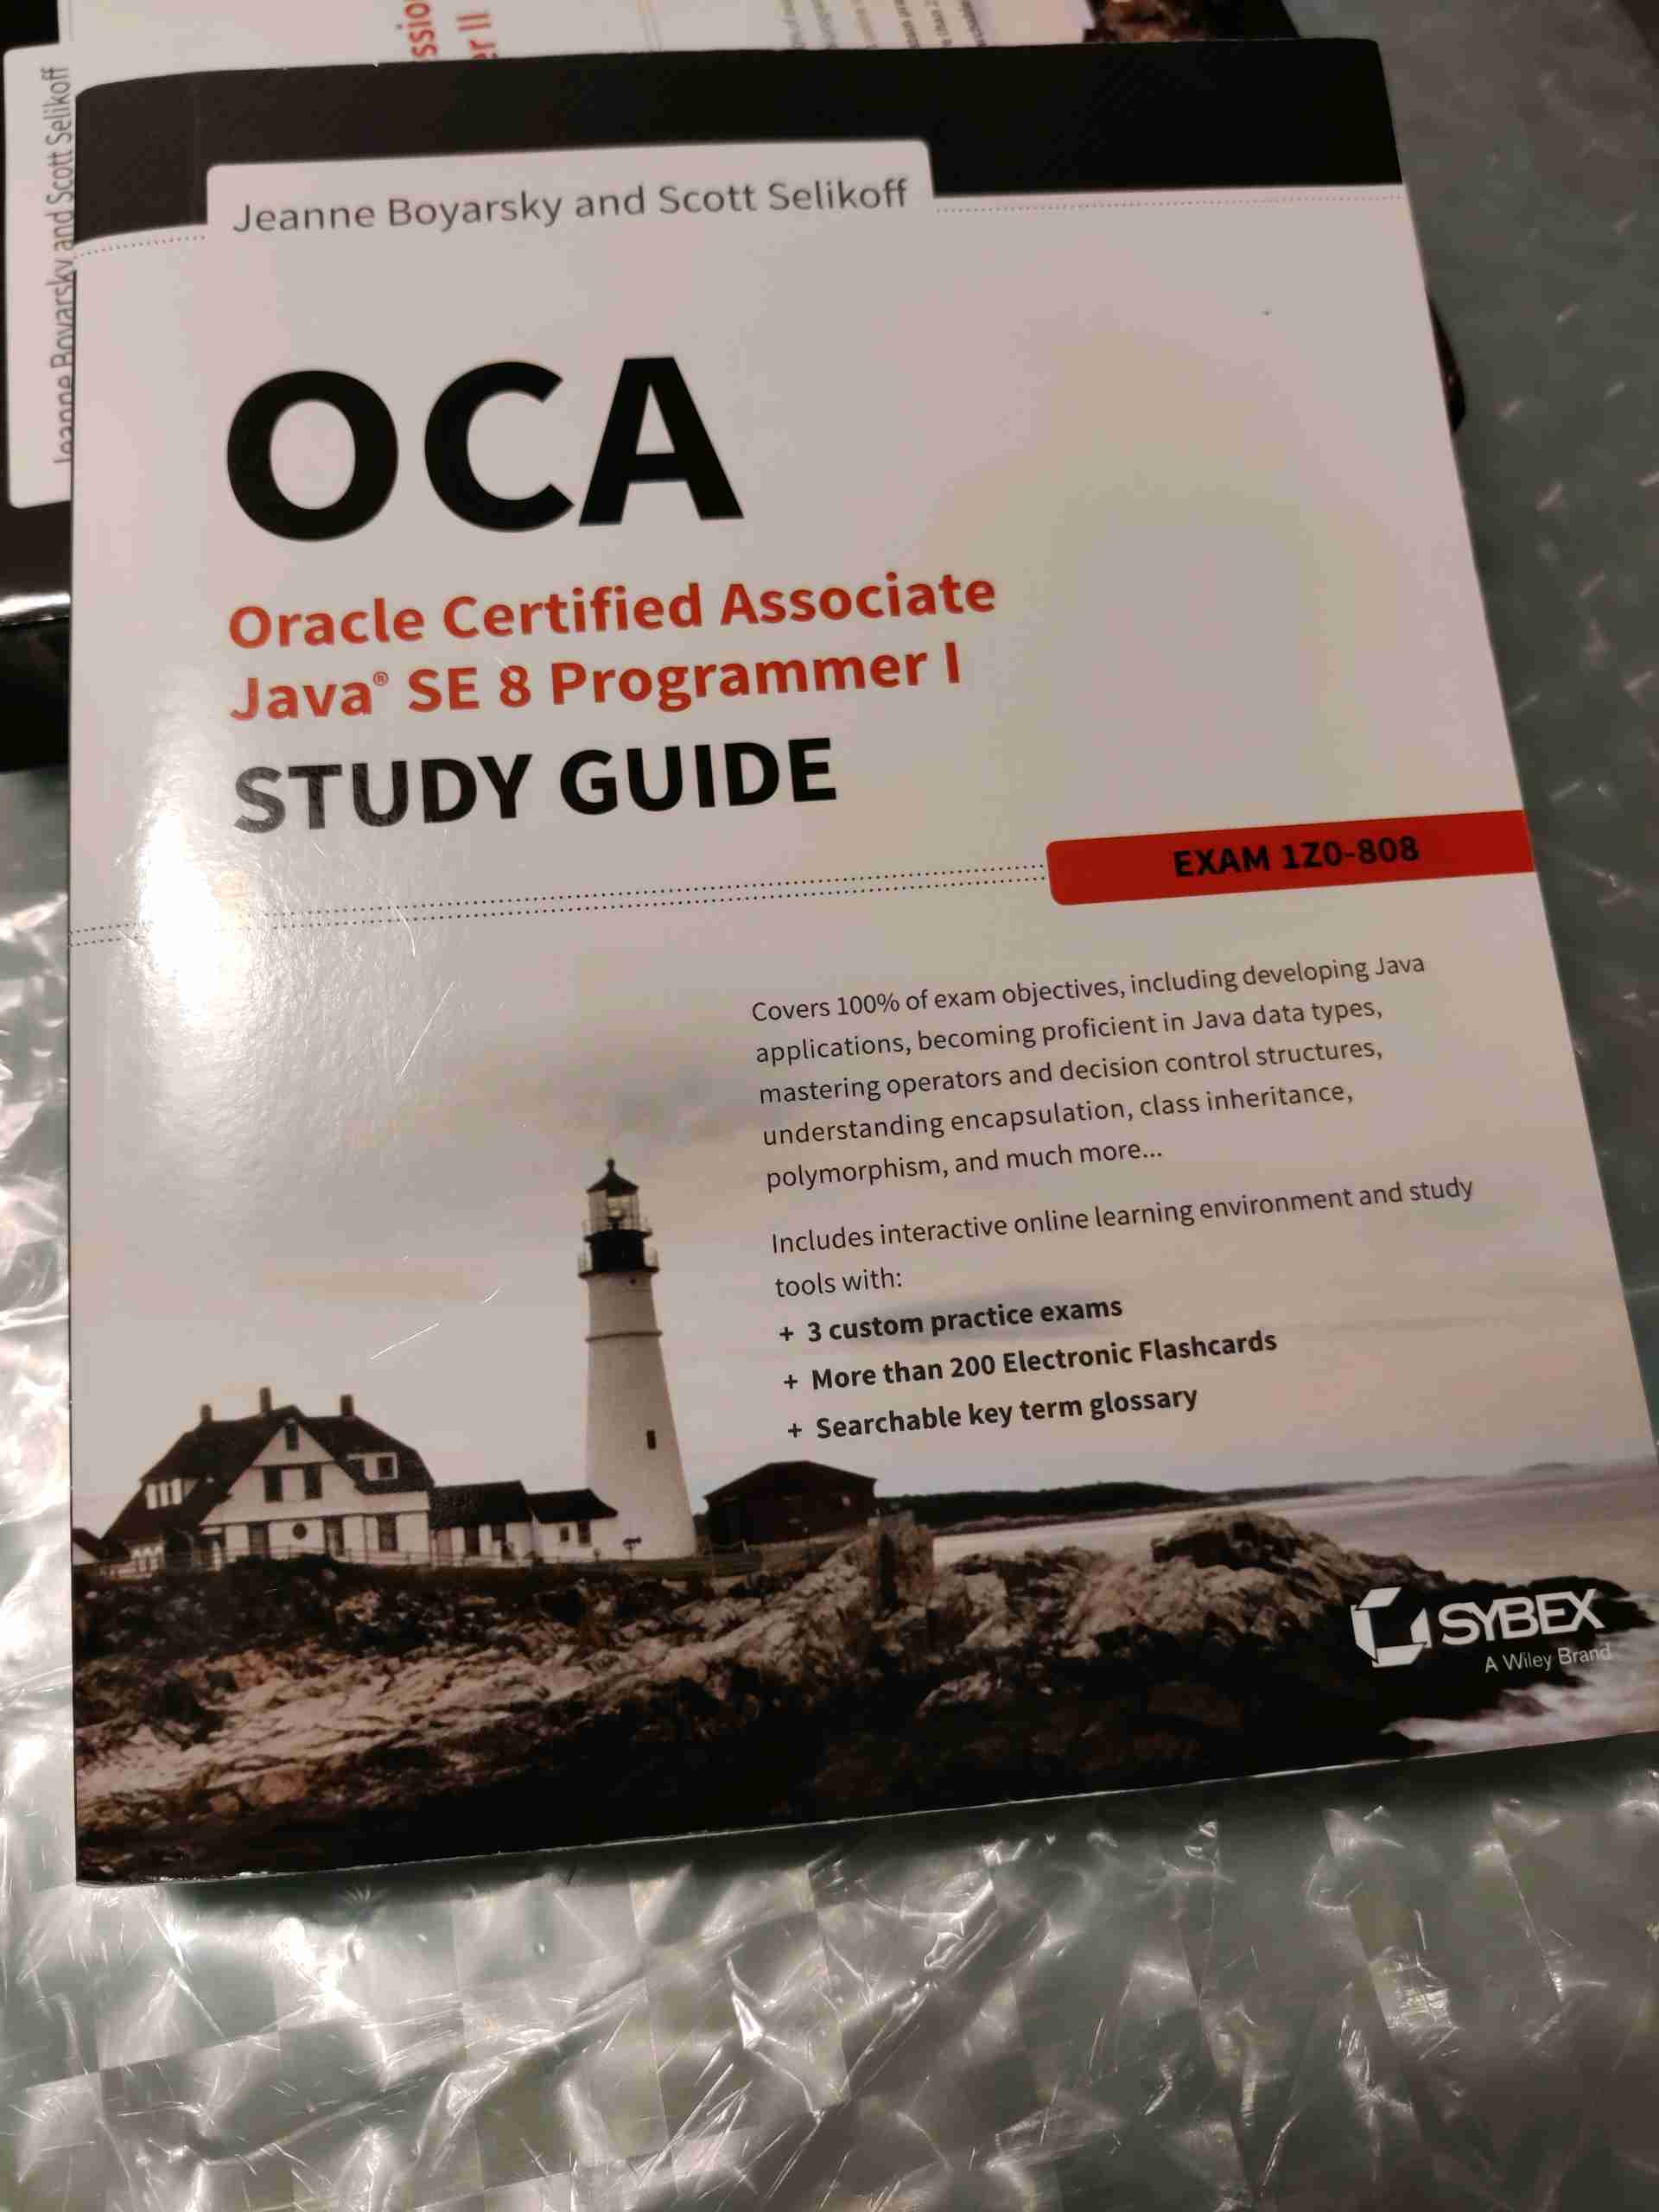 Jeanne Boyarsky and Scott Selikoff
Jeanne Boyarsky and Scott Selikoff
OCA
Oracle Certified Associate
Java® SE 8 Programmer I
STUDY GUIDE
EXAM 1Z0-808
Covers 100% of exam objectives, including developing Java
applications, becoming proficient in Java data types,
mastering operators and decision control structures,
understanding encapsulation, class inheritance,
polymorphism, and much more...
Includes interactive online learning environment and study
tools with:
+ 3 custom practice exams
+ More than 200 Electronic Flashcards
+ Searchable key term glossary
SYBEX
A Wiley Brand